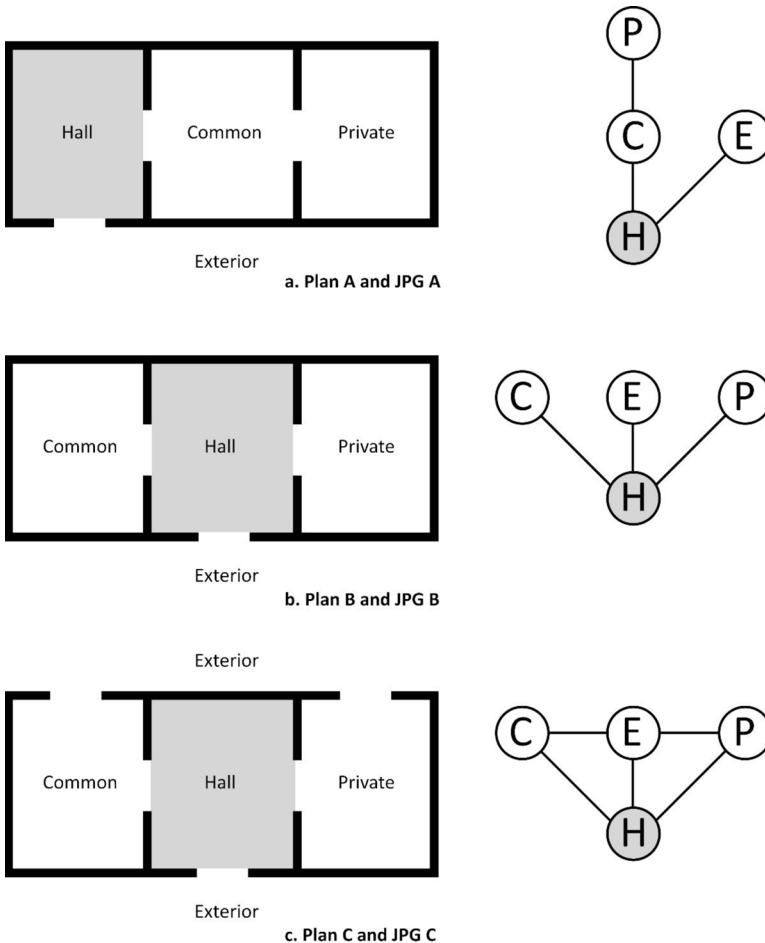 P
Hall Common Private
C E
H
Exterior
a. Plan A and JPG A
C E P
Common Hall Private
H
Exterior
b. Plan B and JPG B
Exterior
C E P
Common Hall Private
H
Exterior
c. Plan C and JPG C